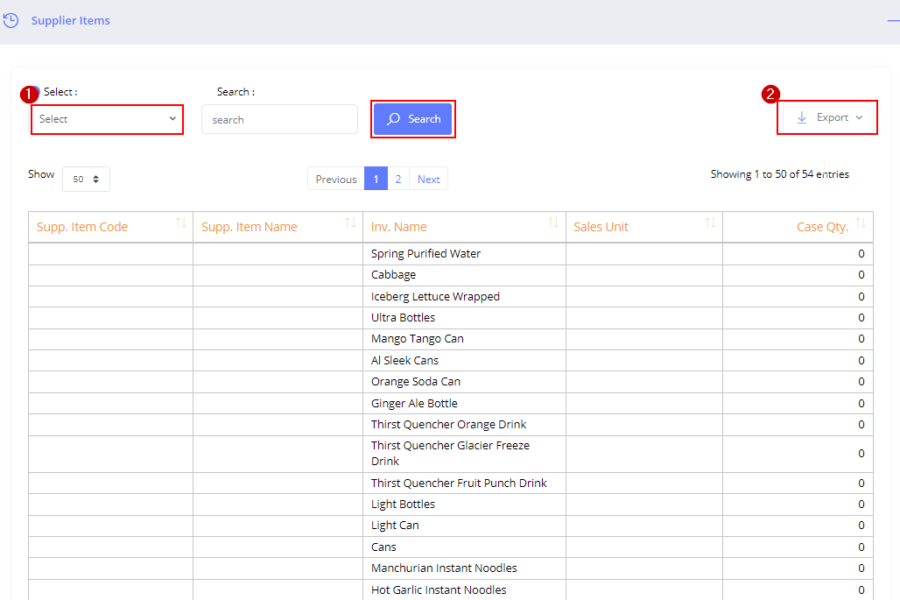 Supplier Items
1 Select :
Search :
2
Select
search
Search
Export
Show
50
Previous 1 2 Next
Showing 1 to 50 of 54 entries
Supp. Item Code Supp. Item Name Inv. Name Sales Unit Case Qty.
Spring Purified Water 0
Cabbage 0
Iceberg Lettuce Wrapped 0
Ultra Bottles 0
Mango Tango Can 0
Al Sleek Cans 0
Orange Soda Can 0
Ginger Ale Bottle 0
Thirst Quencher Orange Drink 0
Thirst Quencher Glacier Freeze
Drink 0
Thirst Quencher Fruit Punch Drink 0
Light Bottles 0
Light Can 0
Cans 0
Manchurian Instant Noodles 0
Hot Garlic Instant Noodles 0